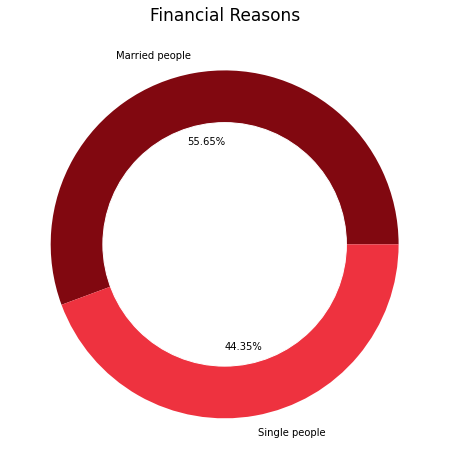 Financial Reasons
Married people
55.65%
44.35%
Single people